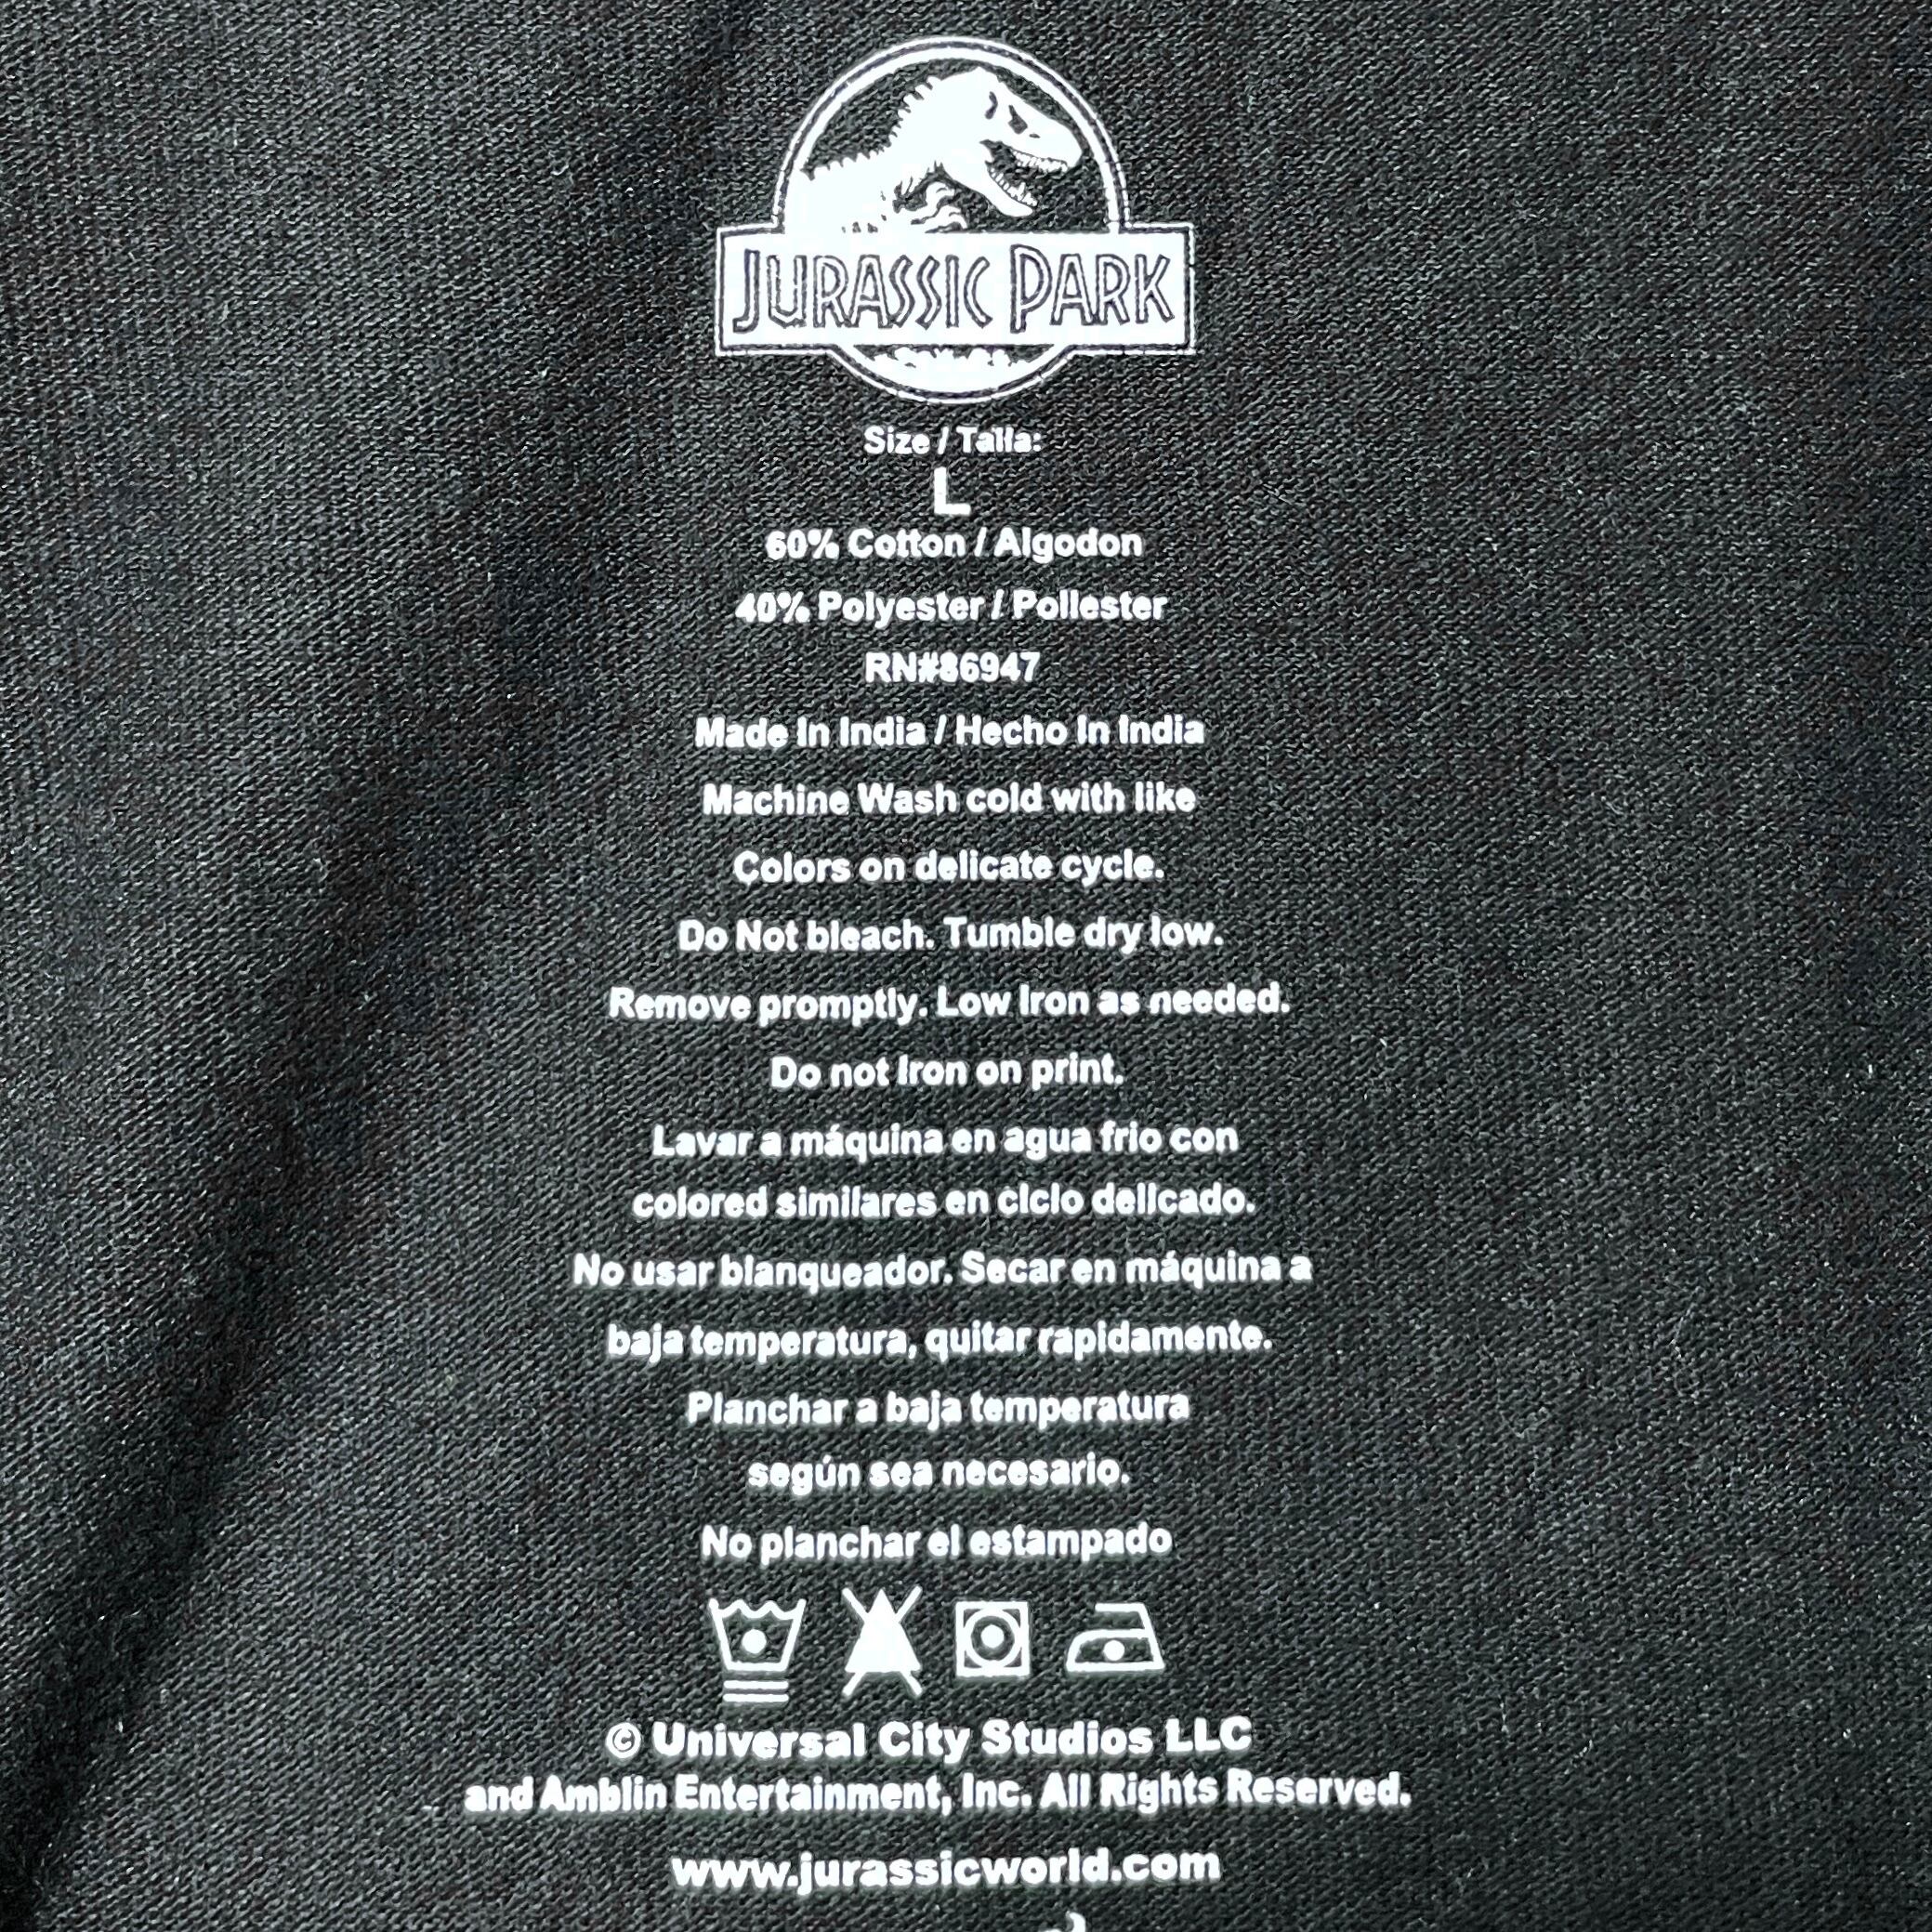 JURASSIC PARK
Size / Talla:
L
60% Cotton / Algodon
40% Polyester / Poliester
RN#86947
Made In India / Hecho In India
Machine Wash cold with like
Colors on delicate cycle.
Do Not bleach. Tumble dry low.
Remove promptly. Low Iron as needed.
Do not Iron on print.
Lavar a máquina en agua frio con
colored similares en ciclo delicado.
No usar blanqueador. Secar en máquina a
baja temperatura, quitar rapidamente.
Planchar a baja temperatura
según sea necesario.
No planchar el estampado
© Universal City Studios LLC
and Amblin Entertainment, Inc. All Rights Reserved.
www.jurassicworld.com